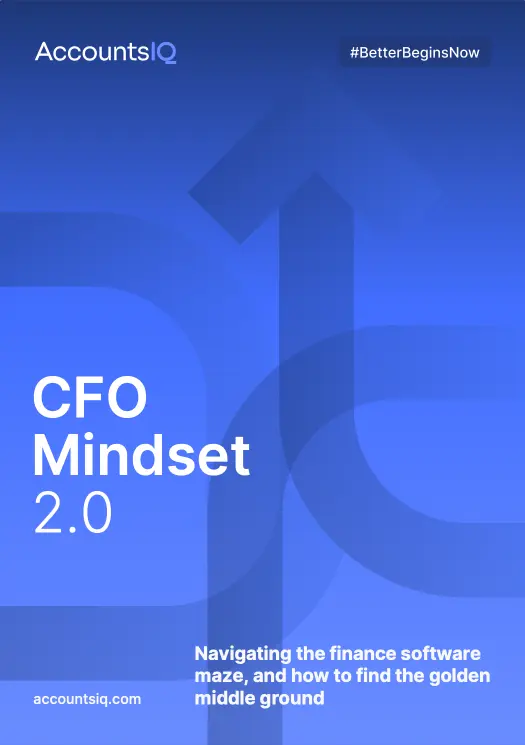 AccountsIQ
#BetterBeginsNow
CFO
Mindset
2.0
Navigating the finance software
maze, and how to find the golden
middle ground
accountsiq.com